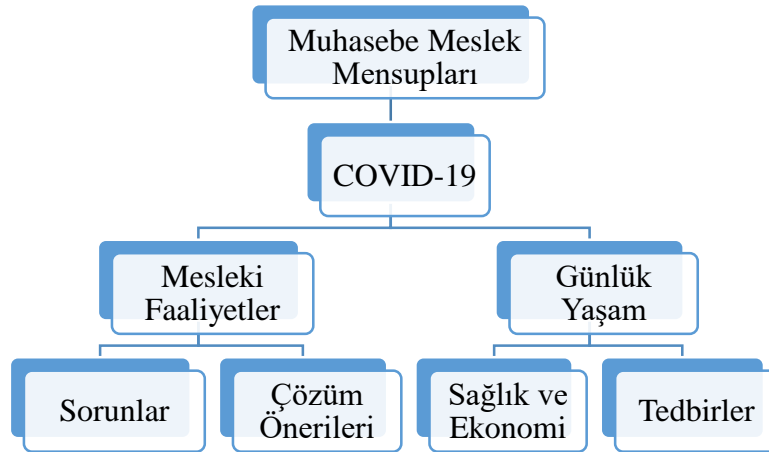 Muhasebe Meslek
Mensupları
COVID-19
Mesleki
Faaliyetler
Günlük
Yaşam
Sorunlar
Çözüm
Önerileri
Sağlık ve
Ekonomi
Tedbirler